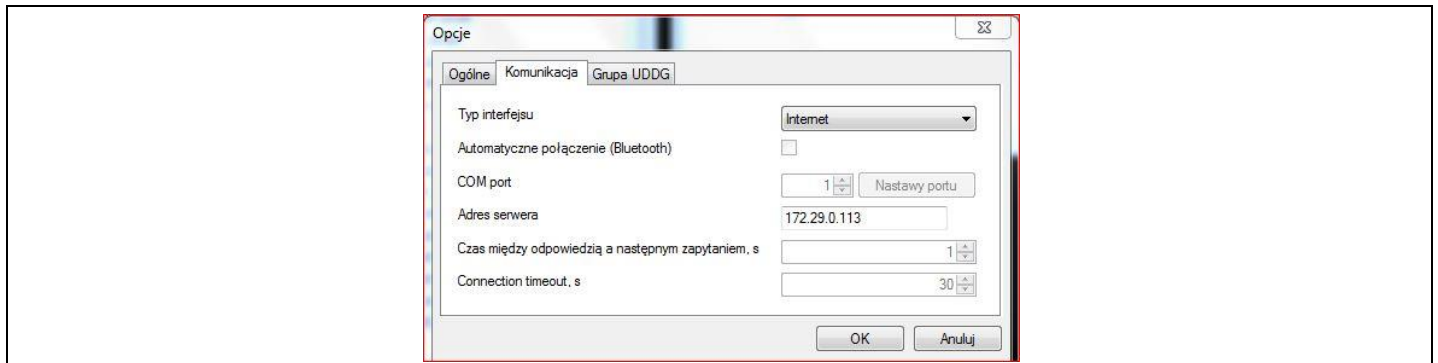 Opcje
Ogólne Komunikacja Grupa UDDG
Typ interfejsu Internet
Automatyczne połączenie (Bluetooth)
COM port 1 Nastawy portu
Adres serwera 172.29.0.113
Czas między odpowiedzią a następnym zapytaniem, s 1
Connection timeout, s 30
OK Anuluj